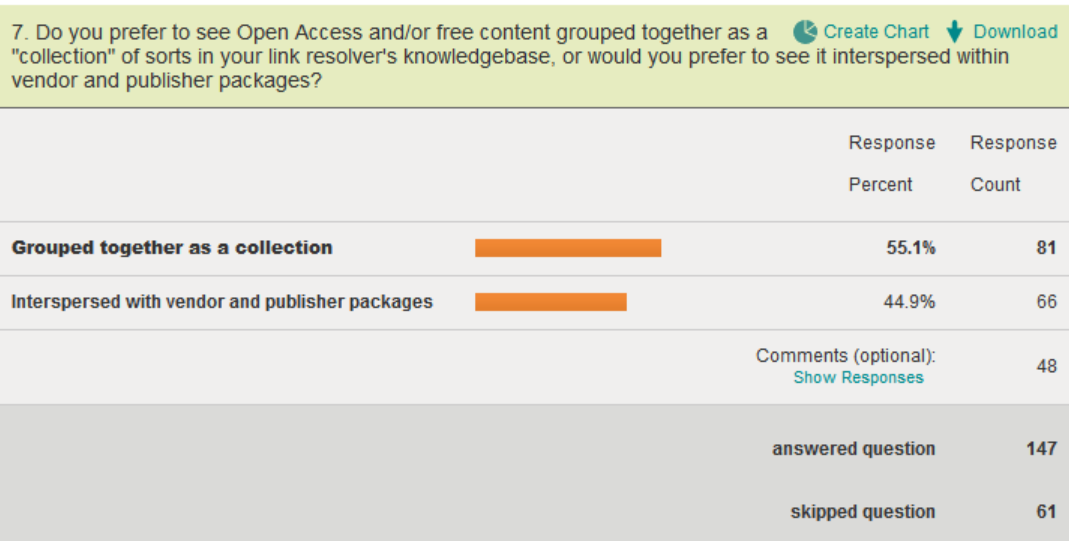 7. Do you prefer to see Open Access and/or free content grouped together as a Create Chart Download
"collection" of sorts in your link resolver's knowledgebase, or would you prefer to see it interspersed within
vendor and publisher packages?
Response Response
Percent Count
Grouped together as a collection 55.1% 81
Interspersed with vendor and publisher packages 44.9% 66
Comments (optional):
Show Responses
48
answered question 147
skipped question 61